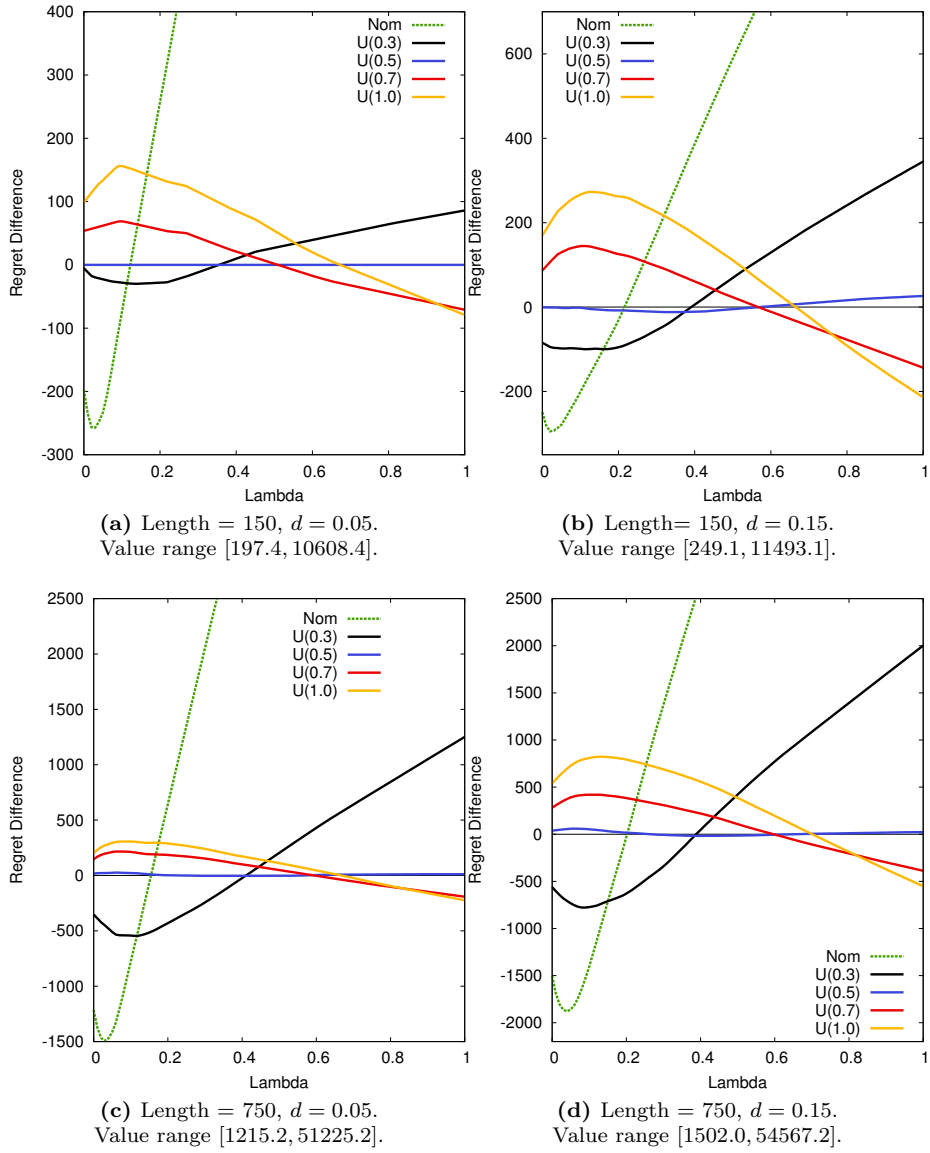 400
300
200
100
0
-100
-200
-300
0 0.2 0.4 0.6 0.8 1
Regret Difference
Lambda
Nom
U(0.3)
U(0.5)
U(0.7)
U(1.0)
(a) Length = 150, d = 0.05.
Value range [197.4, 10608.4].
600
400
200
0
-200
0 0.2 0.4 0.6 0.8 1
Regret Difference
Lambda
Nom
U(0.3)
U(0.5)
U(0.7)
U(1.0)
(b) Length= 150, d = 0.15.
Value range [249.1, 11493.1].
2500
2000
1500
1000
500
0
-500
-1000
-1500
0 0.2 0.4 0.6 0.8 1
Regret Difference
Lambda
Nom
U(0.3)
U(0.5)
U(0.7)
U(1.0)
(c) Length = 750, d = 0.05.
Value range [1215.2, 51225.2].
2500
2000
1500
1000
500
0
-500
-1000
-1500
-2000
0 0.2 0.4 0.6 0.8 1
Regret Difference
Lambda
Nom
U(0.3)
U(0.5)
U(0.7)
U(1.0)
(d) Length = 750, d = 0.15.
Value range [1502.0, 54567.2].